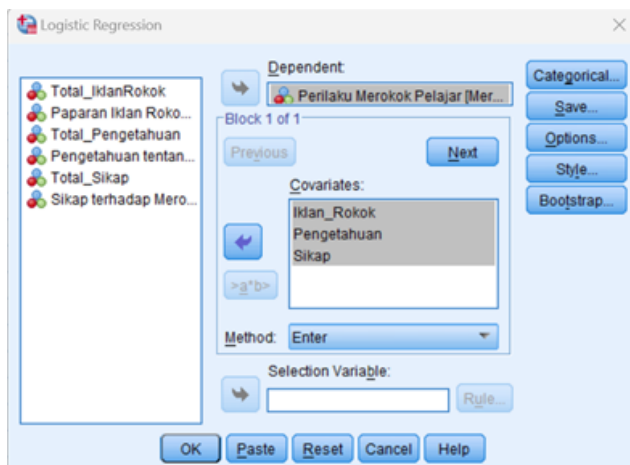 Logistic Regression
Total_IklanRokok
Paparan Iklan Roko...
Total_Pengetahuan
Pengetahuan tentan...
Total_Sikap
Sikap terhadap Mero...
Dependent:
Perilaku Merokok Pelajar [Mer...
Block 1 of 1
Previous
Next
Covariates:
Iklan_Rokok
Pengetahuan
Sikap
>a*b>
Method:
Enter
Selection Variable:
Rule...
Categorical...
Save...
Options...
Style...
Bootstrap...
OK
Paste
Reset
Cancel
Help